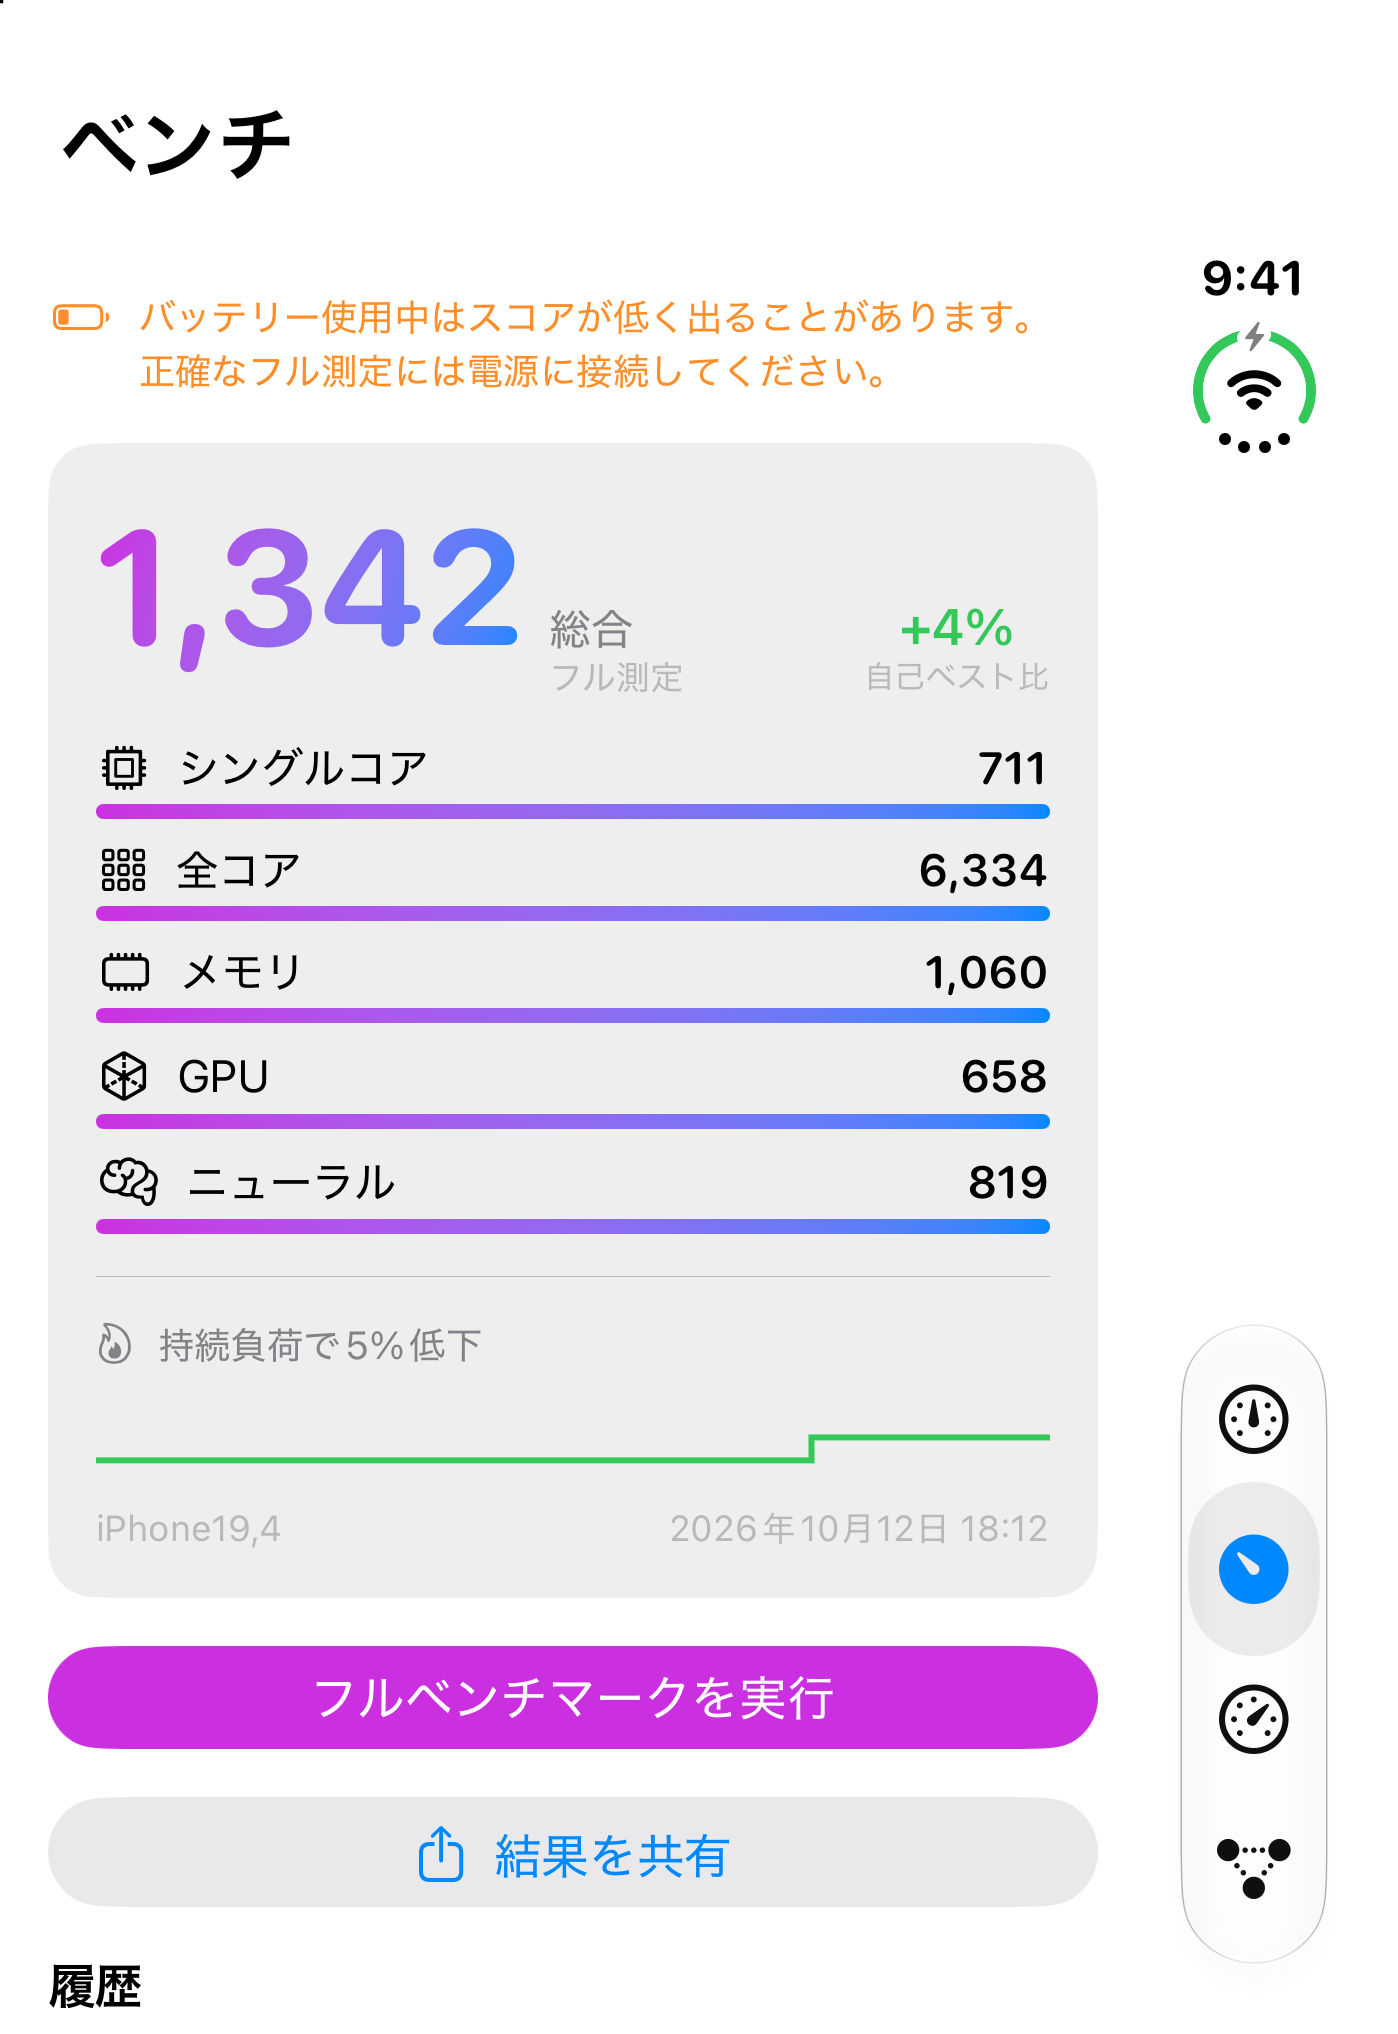 ベンチ
9:41
バッテリー使用中はスコアが低く出ることがあります。
正確なフル測定には電源に接続してください。
1,342 総合 +4%
フル測定 自己ベスト比
シングルコア 711
全コア 6,334
メモリ 1,060
GPU 658
ニューラル 819
持続負荷で5%低下
iPhone19,4 2026年10月12日 18:12
フルベンチマークを実行
結果を共有
履歴